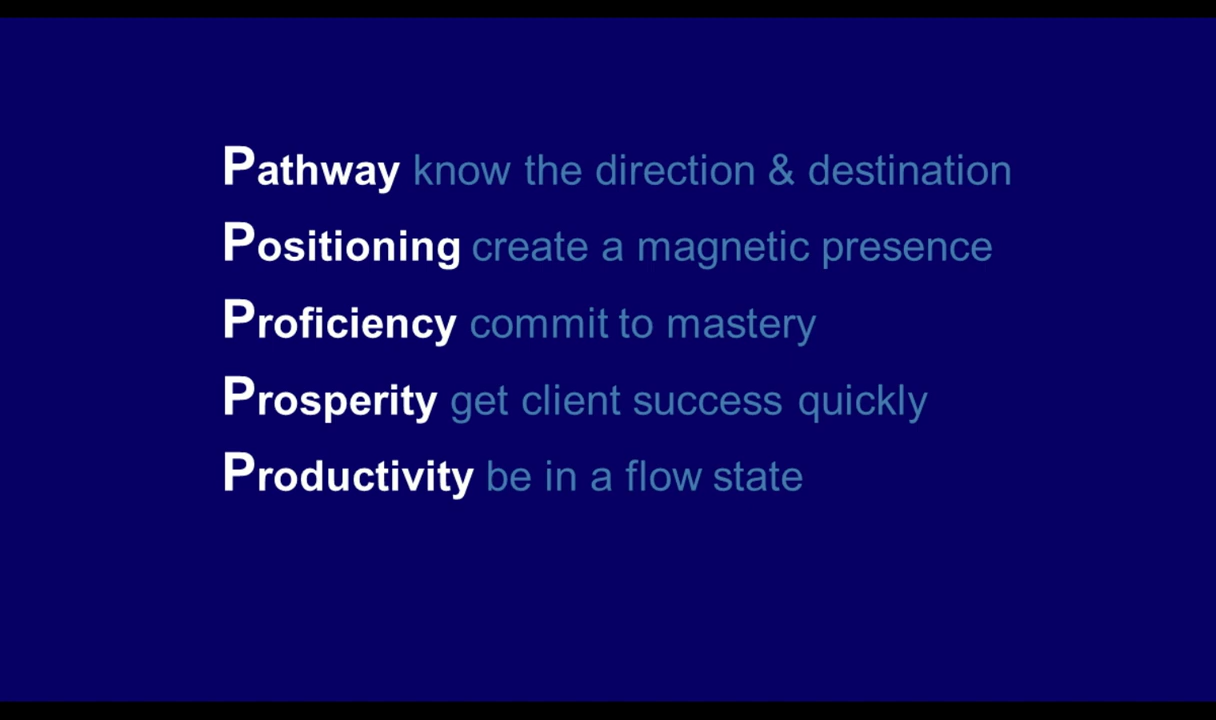 Pathway know the direction & destination
Positioning create a magnetic presence
Proficiency commit to mastery
Prosperity get client success quickly
Productivity be in a flow state